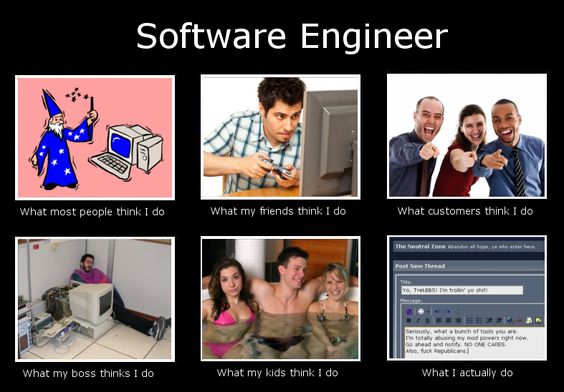 Software Engineer
What most people think I do
What my friends think I do
What customers think I do
The Neutral Zone Abandon all hope, ye who enter here.
Post New Thread
Title:
Yo, TrekBBS! I'm trollin' yo shit!
Message:
Seriously, what a bunch of tools you are.
I'm totally abusing my mod powers right now.
Go ahead and notify. NO ONE CARES.
Also, fuck Republicans.
What my boss thinks I do
What my kids think I do
What I actually do